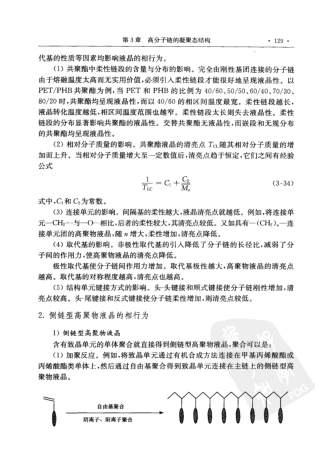 第3章 高分子链的凝聚态结构 ·129·
代基的性质等因素均影响液晶的相行为。
(1) 共聚酯中柔性链段的含量与分布的影响。完全由刚性基团连接的分子链
由于熔融温度太高而无实用价值,必须引入柔性链段才能很好地呈现液晶性。以
PET/PHB共聚酯为例,当 PET 和 PHB 的比例为 40/60、50/50、60/40、70/30、
80/20时,共聚酯均呈现液晶性,而以 40/60 的相区间温度最宽。柔性链段越长,
液晶转化温度越低,相区间温度范围也越窄。柔性链段太长则失去液晶性。柔性
链段的分布显著影响共聚酯的液晶性。交替共聚酯无液晶性,而嵌段和无规分布
的共聚酯均呈现液晶性。
(2) 相对分子质量的影响。共聚酯液晶的清亮点 TLC随其相对分子质量的增
加而上升。当相对分子质量增大至一定数值后,清亮点趋于恒定,它们之间有经验
公式
1/TLC = C1 + C2/Mn (3-34)
式中,C1和C2为常数。
(3) 连接单元的影响。间隔基的柔性越大,液晶清亮点就越低。例如,将连接单
元—CH2—与—O—相比,后者的柔性较大,其清亮点较低。又如具有—(CH2)n—连
接单元团的高聚物液晶,随 n 增大,柔性增加,清亮点降低。
(4) 取代基的影响。非极性取代基的引入降低了分子链的长径比,减弱了分子
间的作用力,使高聚物液晶的清亮点降低。
极性取代基使分子链间作用力增加。取代基极性越大,高聚物液晶的清亮点
越高。取代基的对称程度越高,清亮点也越高。
(5) 结构单元键接方式的影响。头-头键接和顺式键接使分子链刚性增加,清
亮点较高。头-尾键接和反式键接使分子链柔性增加,则清亮点较低。
2. 侧链型高聚物液晶的相行为
1) 侧链型高聚物液晶
含有致晶单元的单体聚合就直接得到侧链型高聚物液晶,聚合可以是:
(1) 加聚反应。例如,将致晶单元通过有机合成方法连接在甲基丙烯酸酯或
丙烯酸酯类单体上,然后通过自由基聚合得到致晶单元连接在主链上的侧链型高
聚物液晶。
自由基聚合
阴离子、阳离子聚合